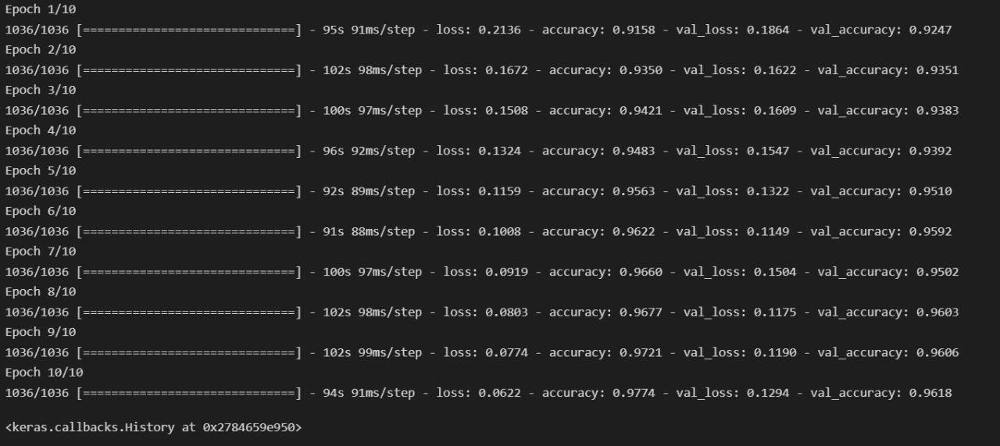 Epoch 1/10
1036/1036 [==============================] - 95s 91ms/step - loss: 0.2136 - accuracy: 0.9158 - val_loss: 0.1864 - val_accuracy: 0.9247
Epoch 2/10
1036/1036 [==============================] - 102s 98ms/step - loss: 0.1672 - accuracy: 0.9350 - val_loss: 0.1622 - val_accuracy: 0.9351
Epoch 3/10
1036/1036 [==============================] - 100s 97ms/step - loss: 0.1508 - accuracy: 0.9421 - val_loss: 0.1609 - val_accuracy: 0.9383
Epoch 4/10
1036/1036 [==============================] - 96s 92ms/step - loss: 0.1324 - accuracy: 0.9483 - val_loss: 0.1547 - val_accuracy: 0.9392
Epoch 5/10
1036/1036 [==============================] - 92s 89ms/step - loss: 0.1159 - accuracy: 0.9563 - val_loss: 0.1322 - val_accuracy: 0.9510
Epoch 6/10
1036/1036 [==============================] - 91s 88ms/step - loss: 0.1008 - accuracy: 0.9622 - val_loss: 0.1149 - val_accuracy: 0.9592
Epoch 7/10
1036/1036 [==============================] - 100s 97ms/step - loss: 0.0919 - accuracy: 0.9660 - val_loss: 0.1504 - val_accuracy: 0.9502
Epoch 8/10
1036/1036 [==============================] - 102s 98ms/step - loss: 0.0803 - accuracy: 0.9677 - val_loss: 0.1175 - val_accuracy: 0.9603
Epoch 9/10
1036/1036 [==============================] - 102s 99ms/step - loss: 0.0774 - accuracy: 0.9721 - val_loss: 0.1190 - val_accuracy: 0.9606
Epoch 10/10
1036/1036 [==============================] - 94s 91ms/step - loss: 0.0622 - accuracy: 0.9774 - val_loss: 0.1294 - val_accuracy: 0.9618
<keras.callbacks.History at 0x2784659e950>